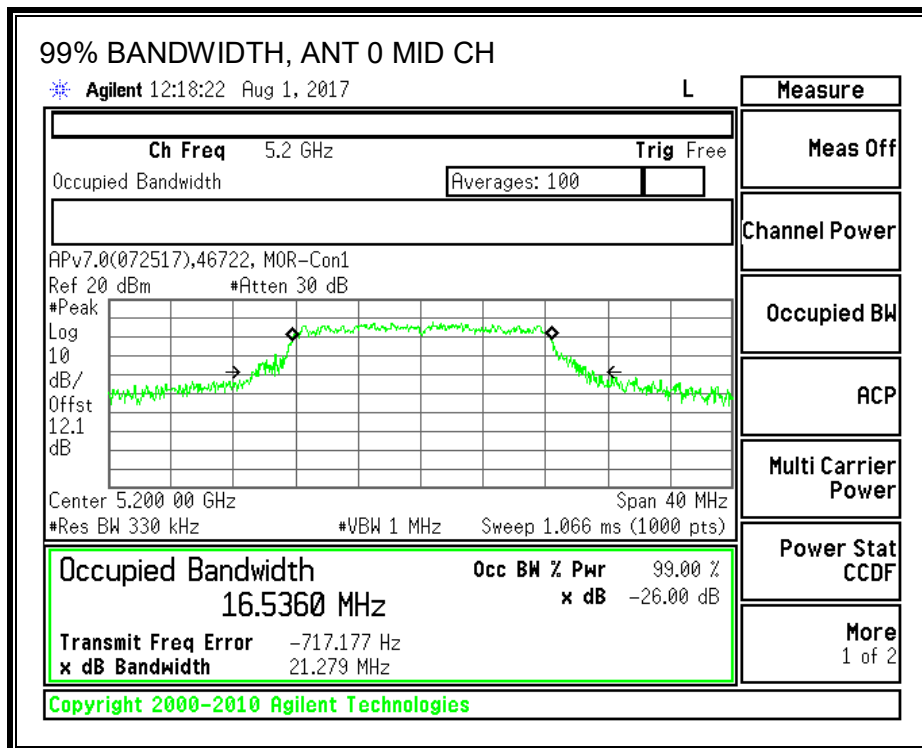 99% BANDWIDTH, ANT 0 MID CH
Agilent 12:18:22 Aug 1, 2017 L
Measure
Ch Freq 5.2 GHz Trig Free
Meas Off
Occupied Bandwidth Averages: 100
Channel Power
APv7.0(072517),46722, MOR-Con1
Ref 20 dBm #Atten 30 dB
#Peak
Log
10
dB/
Offst
12.1
dB
Occupied BW
ACP
Multi Carrier
Power
Center 5.200 00 GHz Span 40 MHz
#Res BW 330 kHz #VBW 1 MHz Sweep 1.066 ms (1000 pts)
Power Stat
CCDF
Occupied Bandwidth Occ BW % Pwr 99.00 %
16.5360 MHz x dB -26.00 dB
Transmit Freq Error -717.177 Hz
x dB Bandwidth 21.279 MHz
More
1 of 2
Copyright 2000-2010 Agilent Technologies